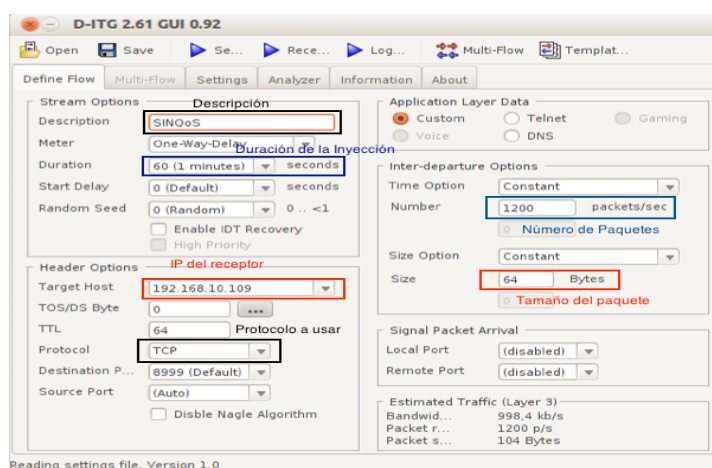 D-ITG 2.61 GUI 0.92
Open Save Se... Rece... Log... Multi-Flow Templat...
Define Flow Multi-Flow Settings Analyzer Information About
Stream Options
Descripción
Description SINQoS
Meter One-Way-Delay
Duración de la Inyección
Duration 60 (1 minutes) seconds
Start Delay 0 (Default) seconds
Random Seed 0 (Random) 0 .. <1
Enable IDT Recovery
High Priority
Header Options
IP del receptor
Target Host 192.168.10.109
TOS/DS Byte 0 ...
TTL 64
Protocolo a usar
Protocol TCP
Destination P... 8999 (Default)
Source Port (Auto)
Disble Nagle Algorithm
Application Layer Data
Custom Telnet Gaming
Voice DNS
Inter-departure Options
Time Option Constant
Number 1200 packets/sec
0 Número de Paquetes
Size Option Constant
Size 64 Bytes
0 Tamaño del paquete
Signal Packet Arrival
Local Port (disabled)
Remote Port (disabled)
Estimated Traffic (Layer 3)
Bandwid... 998,4 kb/s
Packet r... 1200 p/s
Packet s... 104 Bytes
Reading settings file. Version 1.0